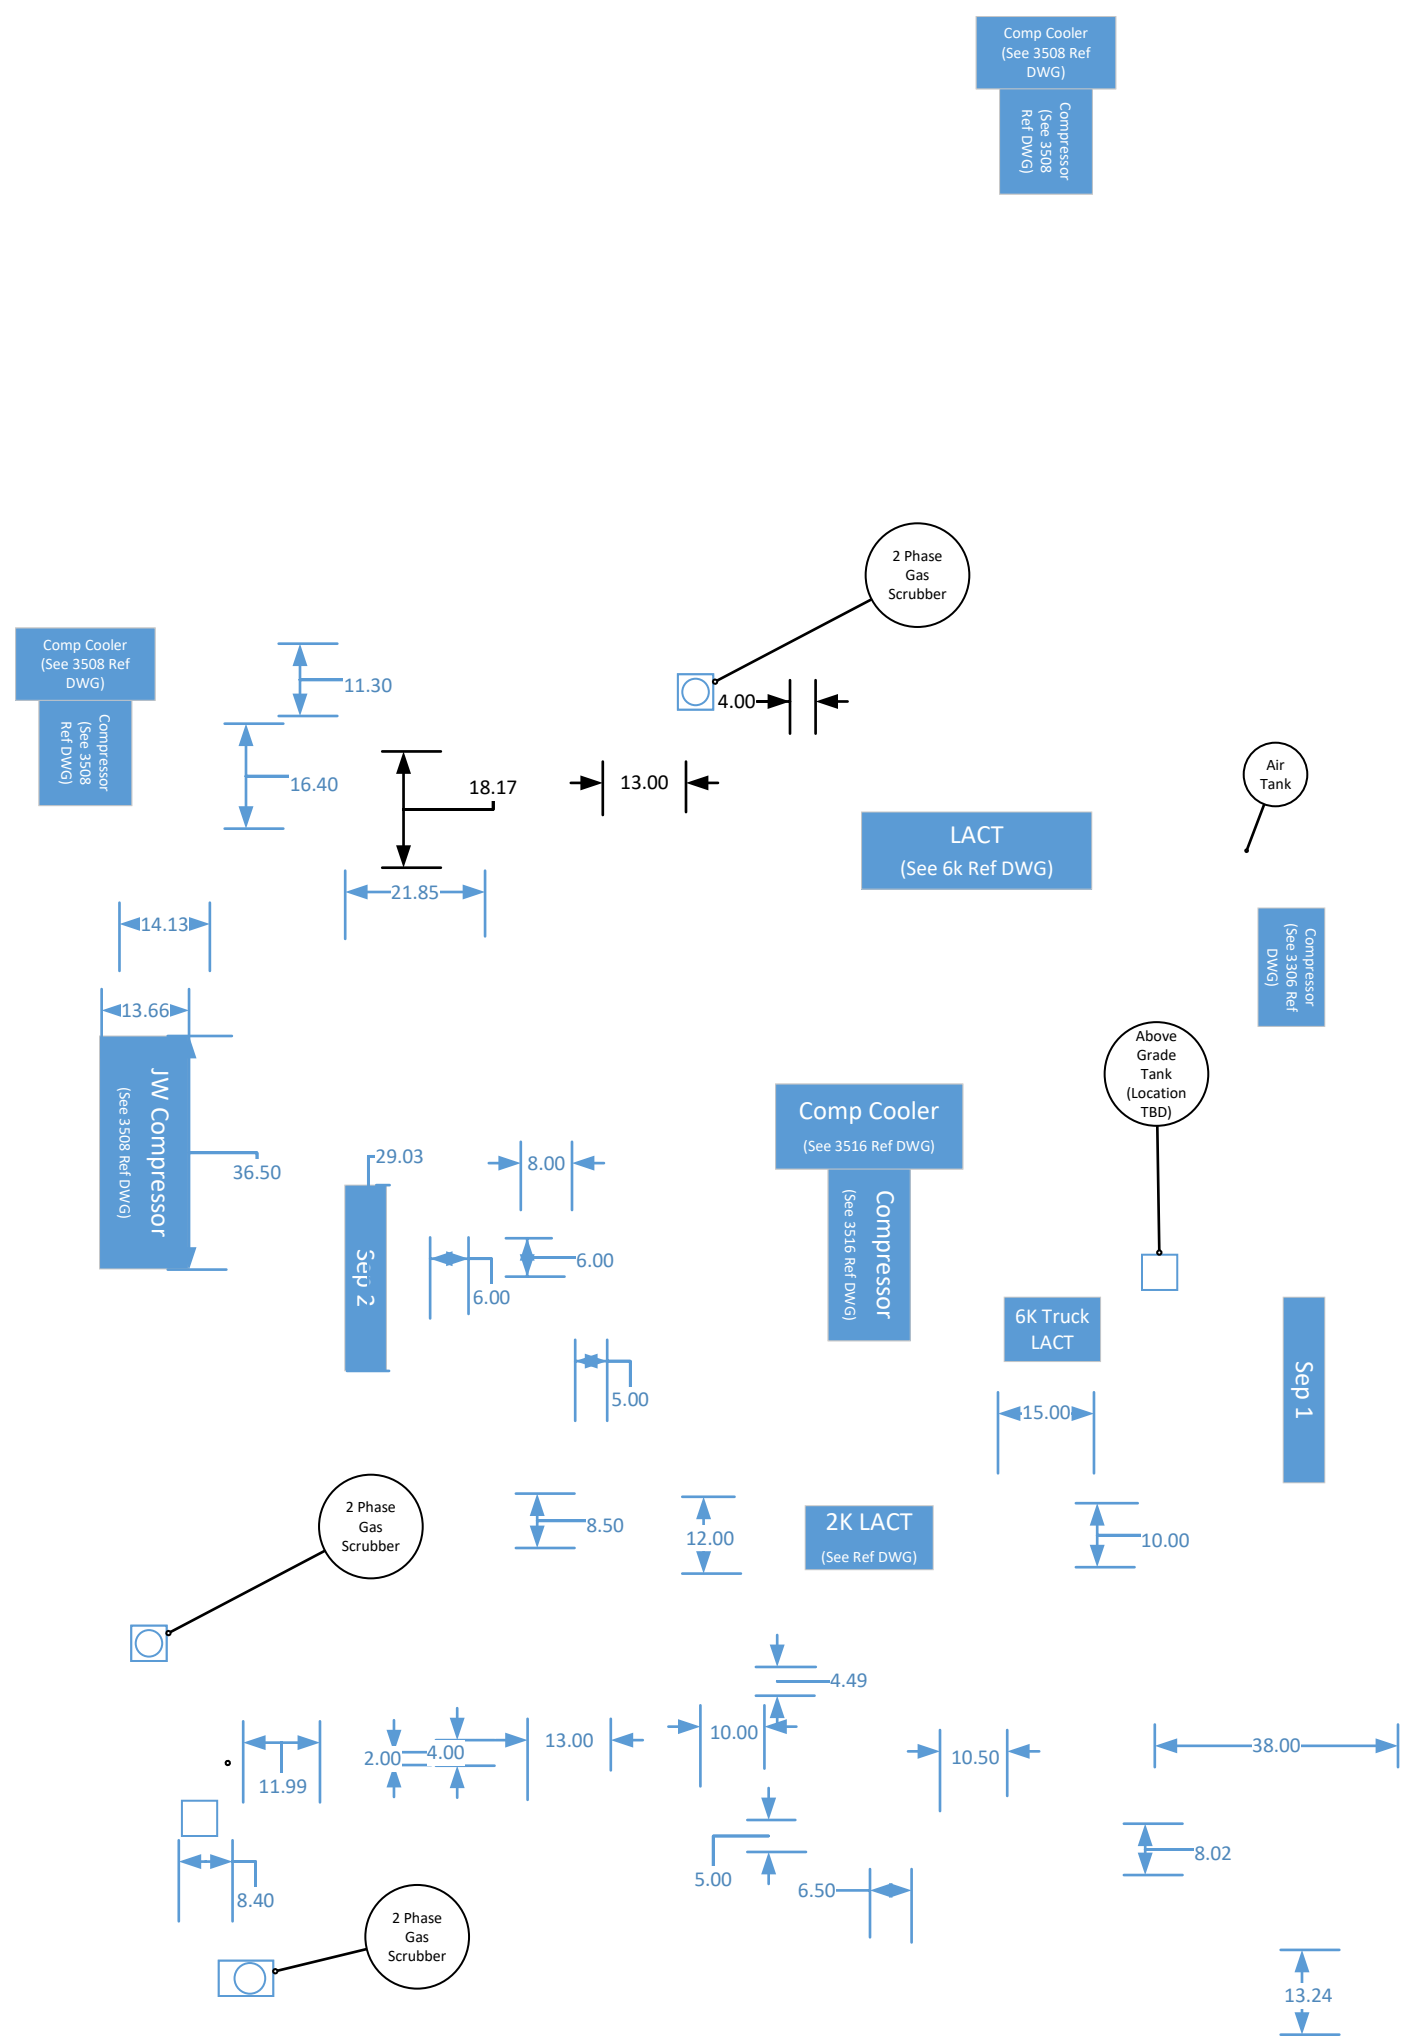 Comp Cooler
(See 3508 Ref
DWG)
Compressor
(See 3508
Ref DWG)
2 Phase
Gas
Scrubber
Comp Cooler
(See 3508 Ref
DWG)
11.30
4.00
Compressor
(See 3508
Ref DWG)
16.40
18.17
13.00
Air
Tank
LACT
(See 6k Ref DWG)
21.85
14.13
Compressor
(See 3306 Ref
DWG)
13.66
Above
Grade
Tank
(Location
TBD)
JW Compressor
(See 3508 Ref DWG)
Comp Cooler
(See 3516 Ref DWG)
29.03
8.00
36.50
Compressor
(See 3516 Ref DWG)
Sep 2
6.00
6.00
6K Truck
LACT
Sep 1
5.00
15.00
2 Phase
Gas
Scrubber
8.50
12.00
2K LACT
(See Ref DWG)
10.00
4.49
11.99
2.00
4.00
13.00
10.00
10.50
38.00
8.40
5.00
6.50
8.02
2 Phase
Gas
Scrubber
13.24